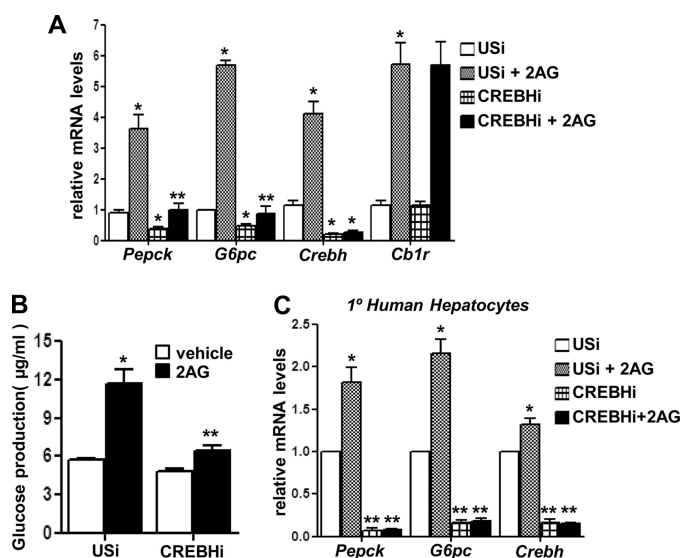 A
relative mRNA levels
7
6
5
4
3
2
1
0
* * * *
* ** * ** * *
Pepck G6pc Crebh Cb1r
USi
USi + 2AG
CREBHi
CREBHi + 2AG
B
Glucose production( µg/ml )
15
12
9
6
3
0
* **
USi CREBHi
vehicle
2AG
C
1º Human Hepatocytes
relative mRNA levels
2.5
2.0
1.5
1.0
0.5
0.0
* * *
** ** ** ** ** **
Pepck G6pc Crebh
USi
USi + 2AG
CREBHi
CREBHi+2AG